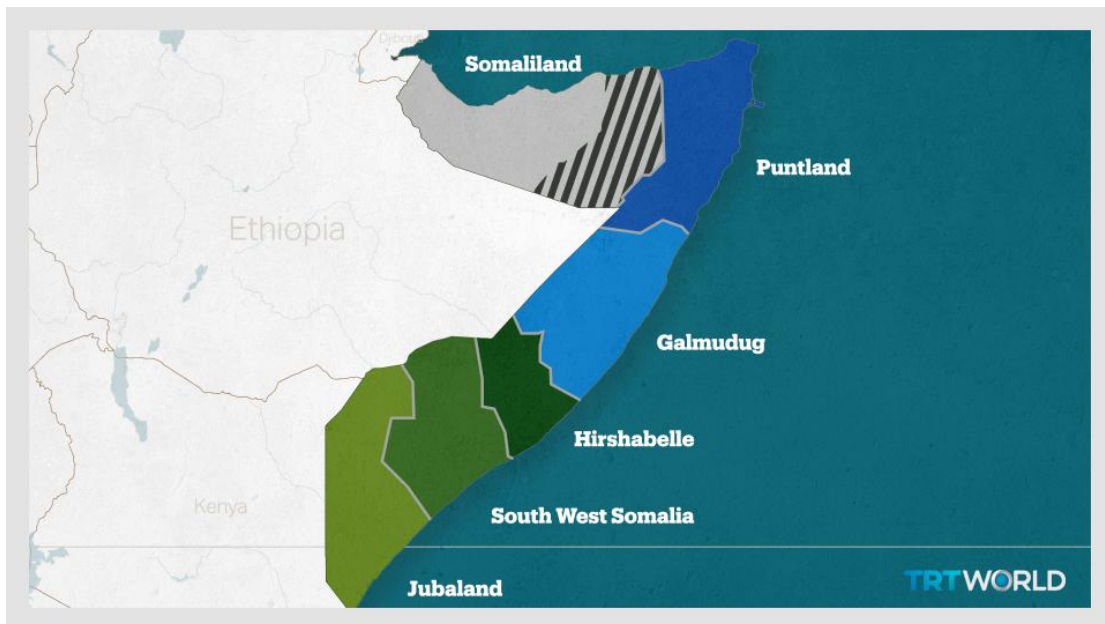 Djibouti
Somaliland
Puntland
Ethiopia
Galmudug
Hirshabelle
Kenya
South West Somalia
TRTWORLD
Jubaland